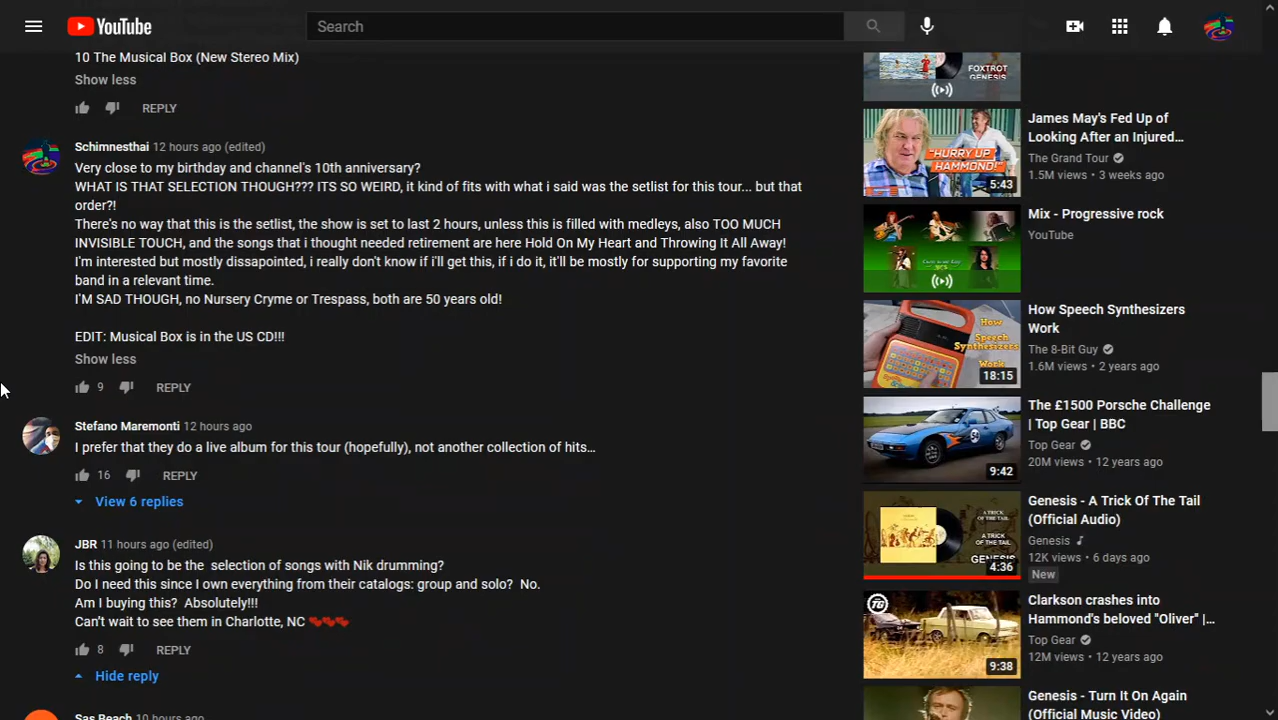 YouTube
Search
10 The Musical Box (New Stereo Mix)
Show less
REPLY
Schimnesthai 12 hours ago (edited)
Very close to my birthday and channel's 10th anniversary?
WHAT IS THAT SELECTION THOUGH??? ITS SO WEIRD, it kind of fits with what i said was the setlist for this tour... but that
order?!
There's no way that this is the setlist, the show is set to last 2 hours, unless this is filled with medleys, also TOO MUCH
INVISIBLE TOUCH, and the songs that i thought needed retirement are here Hold On My Heart and Throwing It All Away!
I'm interested but mostly dissapointed, i really don't know if i'll get this, if i do it, it'll be mostly for supporting my favorite
band in a relevant time.
I'M SAD THOUGH, no Nursery Cryme or Trespass, both are 50 years old!
EDIT: Musical Box is in the US CD!!!
Show less
9 REPLY
Stefano Maremonti 12 hours ago
I prefer that they do a live album for this tour (hopefully), not another collection of hits...
16 REPLY
View 6 replies
JBR 11 hours ago (edited)
Is this going to be the selection of songs with Nik drumming?
Do I need this since I own everything from their catalogs: group and solo? No.
Am I buying this? Absolutely!!!
Can't wait to see them in Charlotte, NC
8 REPLY
Hide reply
Sas Beach 10 hours ago
FOXTROT
GENESIS
"HURRY UP
HAMMOND!"
5:43
James May's Fed Up of
Looking After an Injured...
The Grand Tour
1.5M views • 3 weeks ago
Mix - Progressive rock
YouTube
How
Speech
Synthesizers
Work
18:15
How Speech Synthesizers
Work
The 8-Bit Guy
1.6M views • 2 years ago
9:42
The £1500 Porsche Challenge
| Top Gear | BBC
Top Gear
20M views • 12 years ago
A TRICK
OF THE
TAIL
A TRICK
OF THE TAIL
GENESIS
4:36
Genesis - A Trick Of The Tail
(Official Audio)
Genesis
12K views • 6 days ago
New
TG
9:38
Clarkson crashes into
Hammond's beloved "Oliver" |...
Top Gear
12M views • 12 years ago
Genesis - Turn It On Again
(Official Music Video)